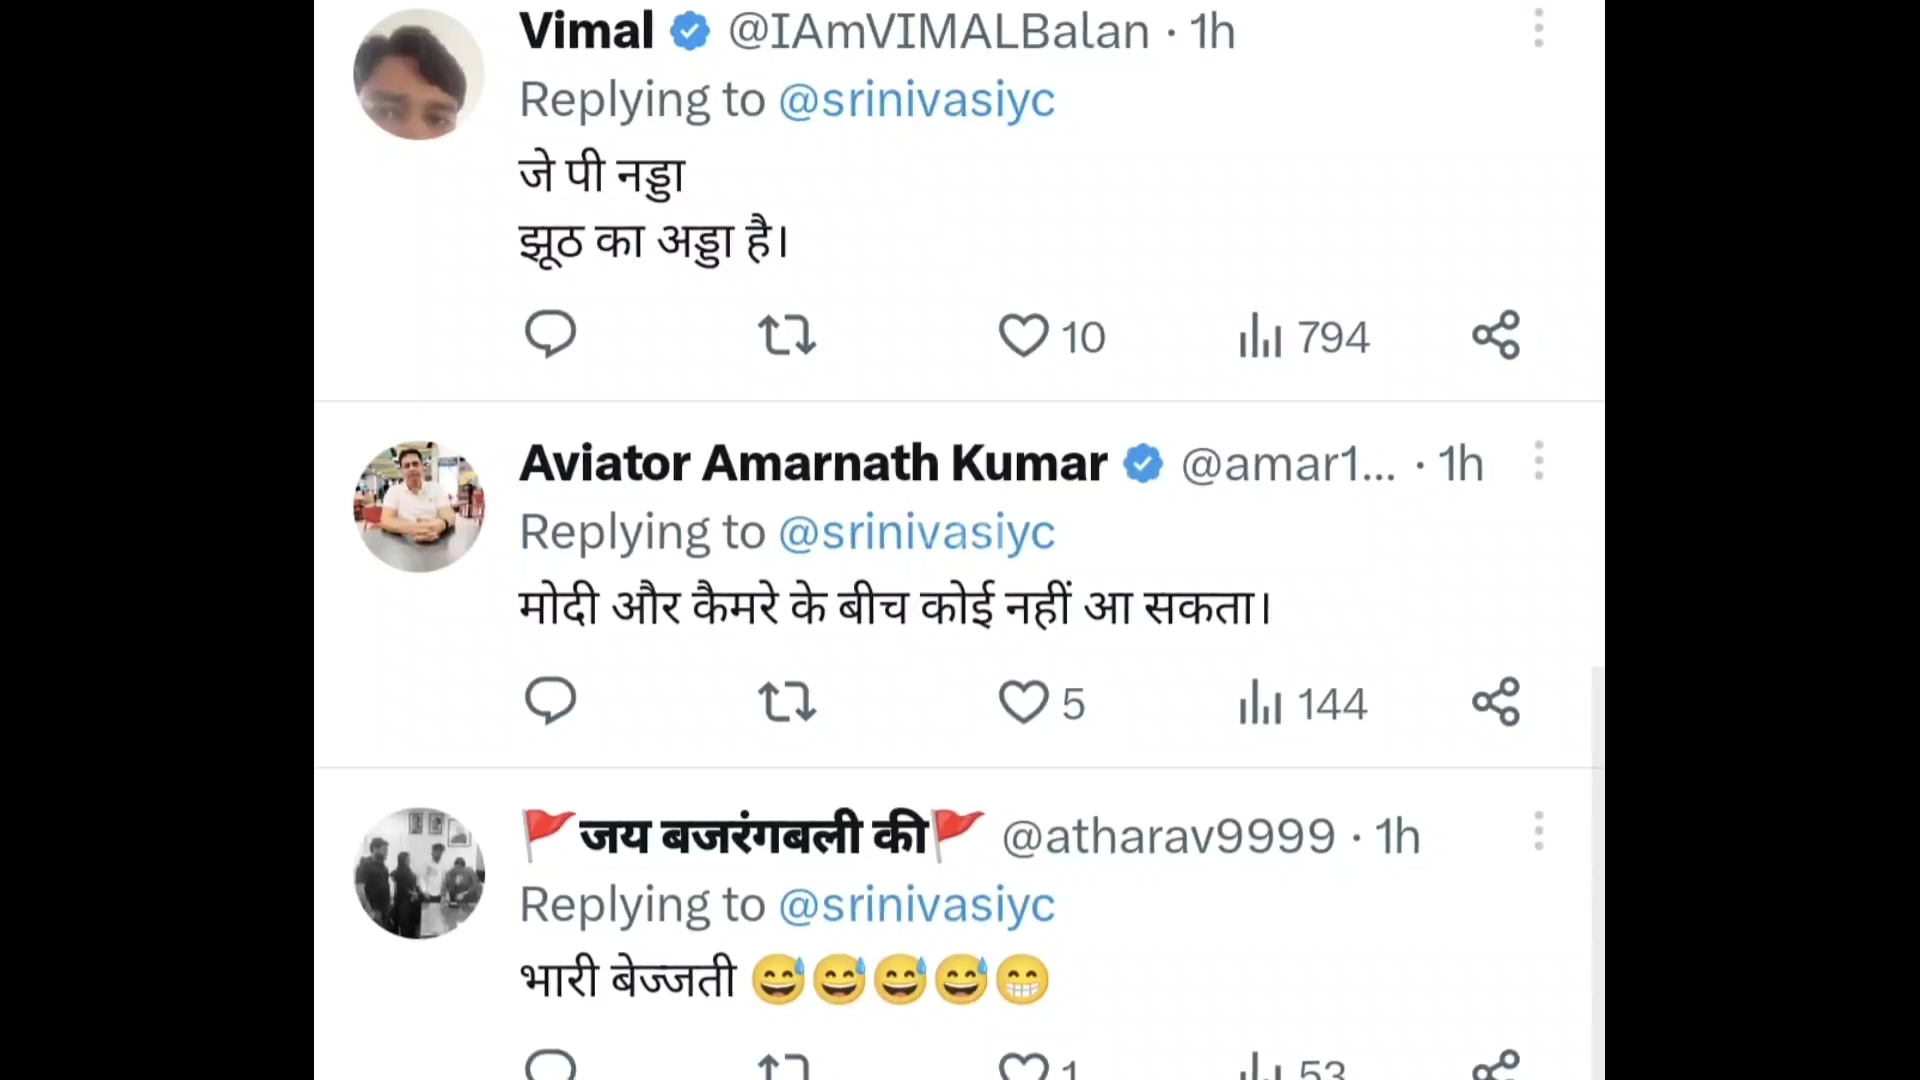 Vimal @IAmVIMALBalan · 1h
Replying to @srinivasiyc
जे पी नड्डा
झूठ का अड्डा है।
10 794
Aviator Amarnath Kumar @amar1... · 1h
Replying to @srinivasiyc
मोदी और कैमरे के बीच कोई नहीं आ सकता।
5 144
🚩जय बजरंगबली की🚩 @atharav9999 · 1h
Replying to @srinivasiyc
भारी बेज्जती 😅😅😅😅😁
1 53